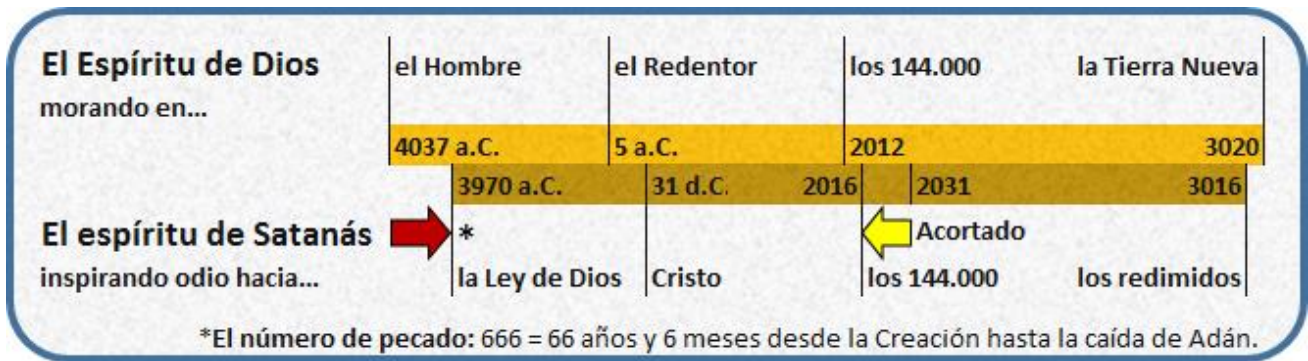 El Espíritu de Dios el Hombre el Redentor los 144.000 la Tierra Nueva
morando en...
4037 a.C. 5 a.C. 2012 3020
3970 a.C. 31 d.C. 2016 2031 3016
El espíritu de Satanás * Acortado
inspirando odio hacia... la Ley de Dios Cristo los 144.000 los redimidos
*El número de pecado: 666 = 66 años y 6 meses desde la Creación hasta la caída de Adán.